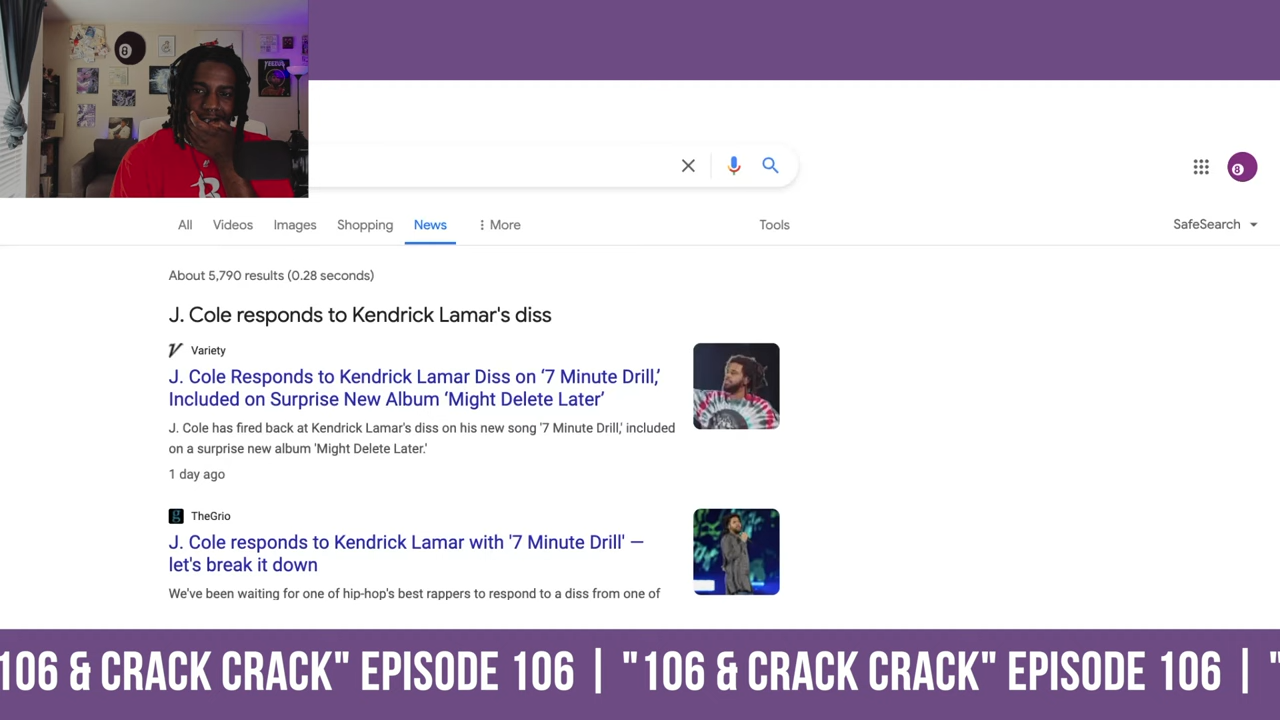 YEEZUS
All Videos Images Shopping News More Tools SafeSearch
About 5,790 results (0.28 seconds)
J. Cole responds to Kendrick Lamar's diss
Variety
J. Cole Responds to Kendrick Lamar Diss on ‘7 Minute Drill,’
Included on Surprise New Album ‘Might Delete Later’
J. Cole has fired back at Kendrick Lamar's diss on his new song '7 Minute Drill,' included
on a surprise new album 'Might Delete Later.'
1 day ago
g TheGrio
J. Cole responds to Kendrick Lamar with '7 Minute Drill' —
let's break it down
We've been waiting for one of hip-hop's best rappers to respond to a diss from one of
106 & CRACK CRACK" EPISODE 106 | "106 & CRACK CRACK" EPISODE 106 | "